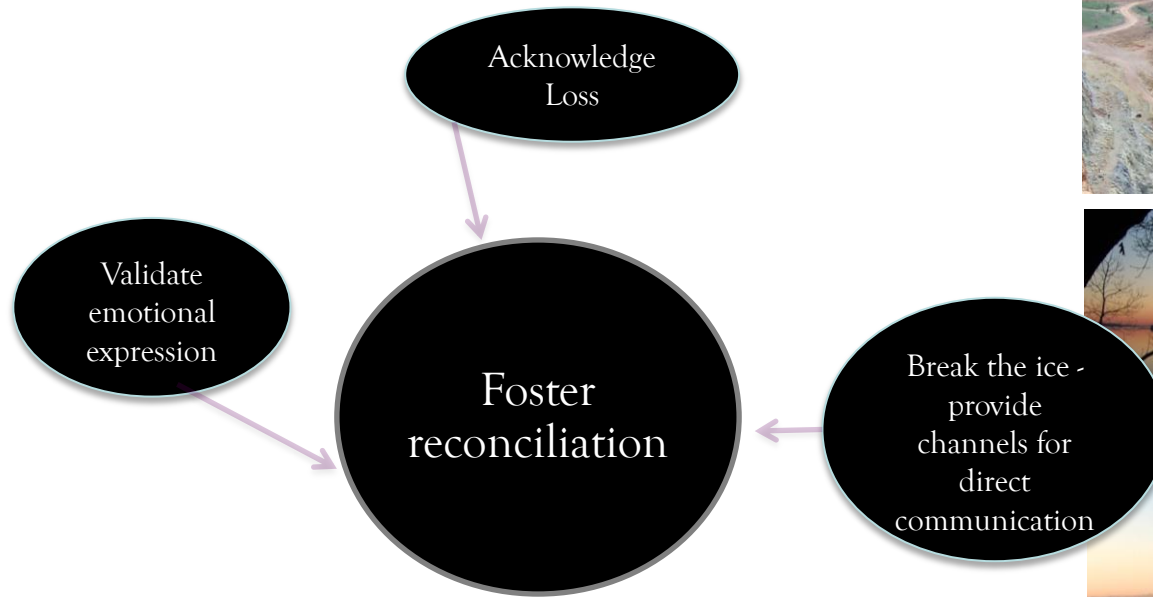 Acknowledge
Loss
Validate
emotional
expression
Foster
reconciliation
Break the ice -
provide
channels for
direct
communication